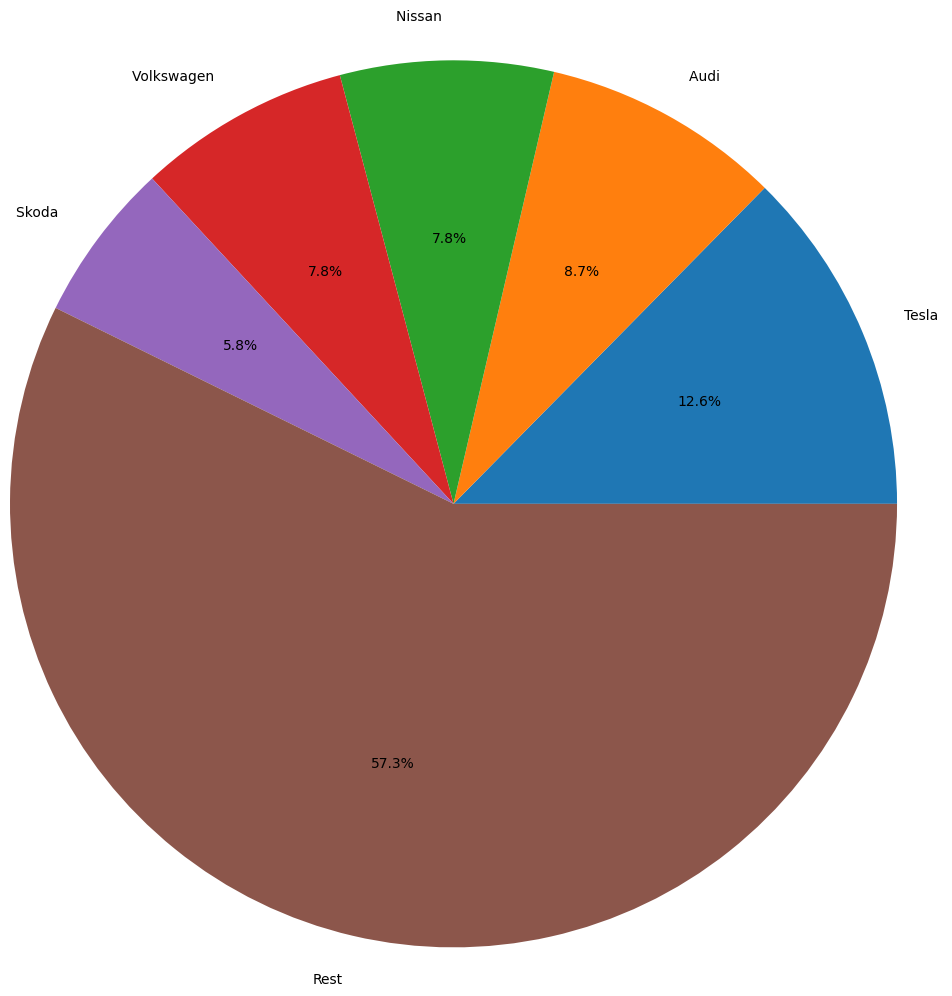 Nissan
Volkswagen
Audi
Skoda
7.8%
7.8%
8.7%
Tesla
5.8%
12.6%
57.3%
Rest